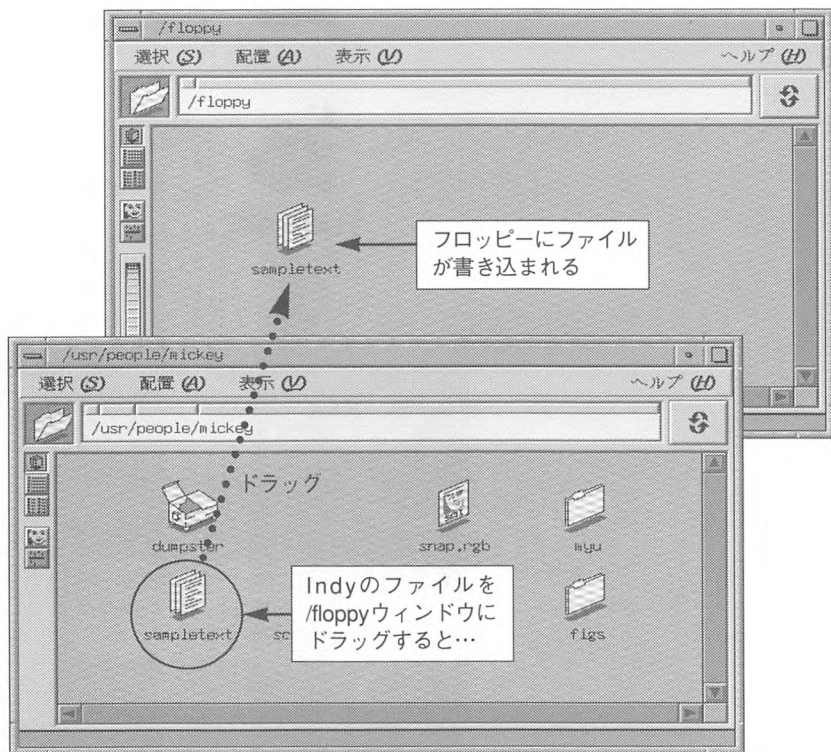 /floppy
選択 (S) 配置 (A) 表示 (V) ヘルプ (H)
/floppy
sampletext
フロッピーにファイル
が書き込まれる
/usr/people/mickey
選択 (S) 配置 (A) 表示 (V) ヘルプ (H)
/usr/people/mickey
ドラッグ
dumpster snap.rgb myu
sampletext sc figs
Indyのファイルを
/floppyウィンドウに
ドラッグすると…